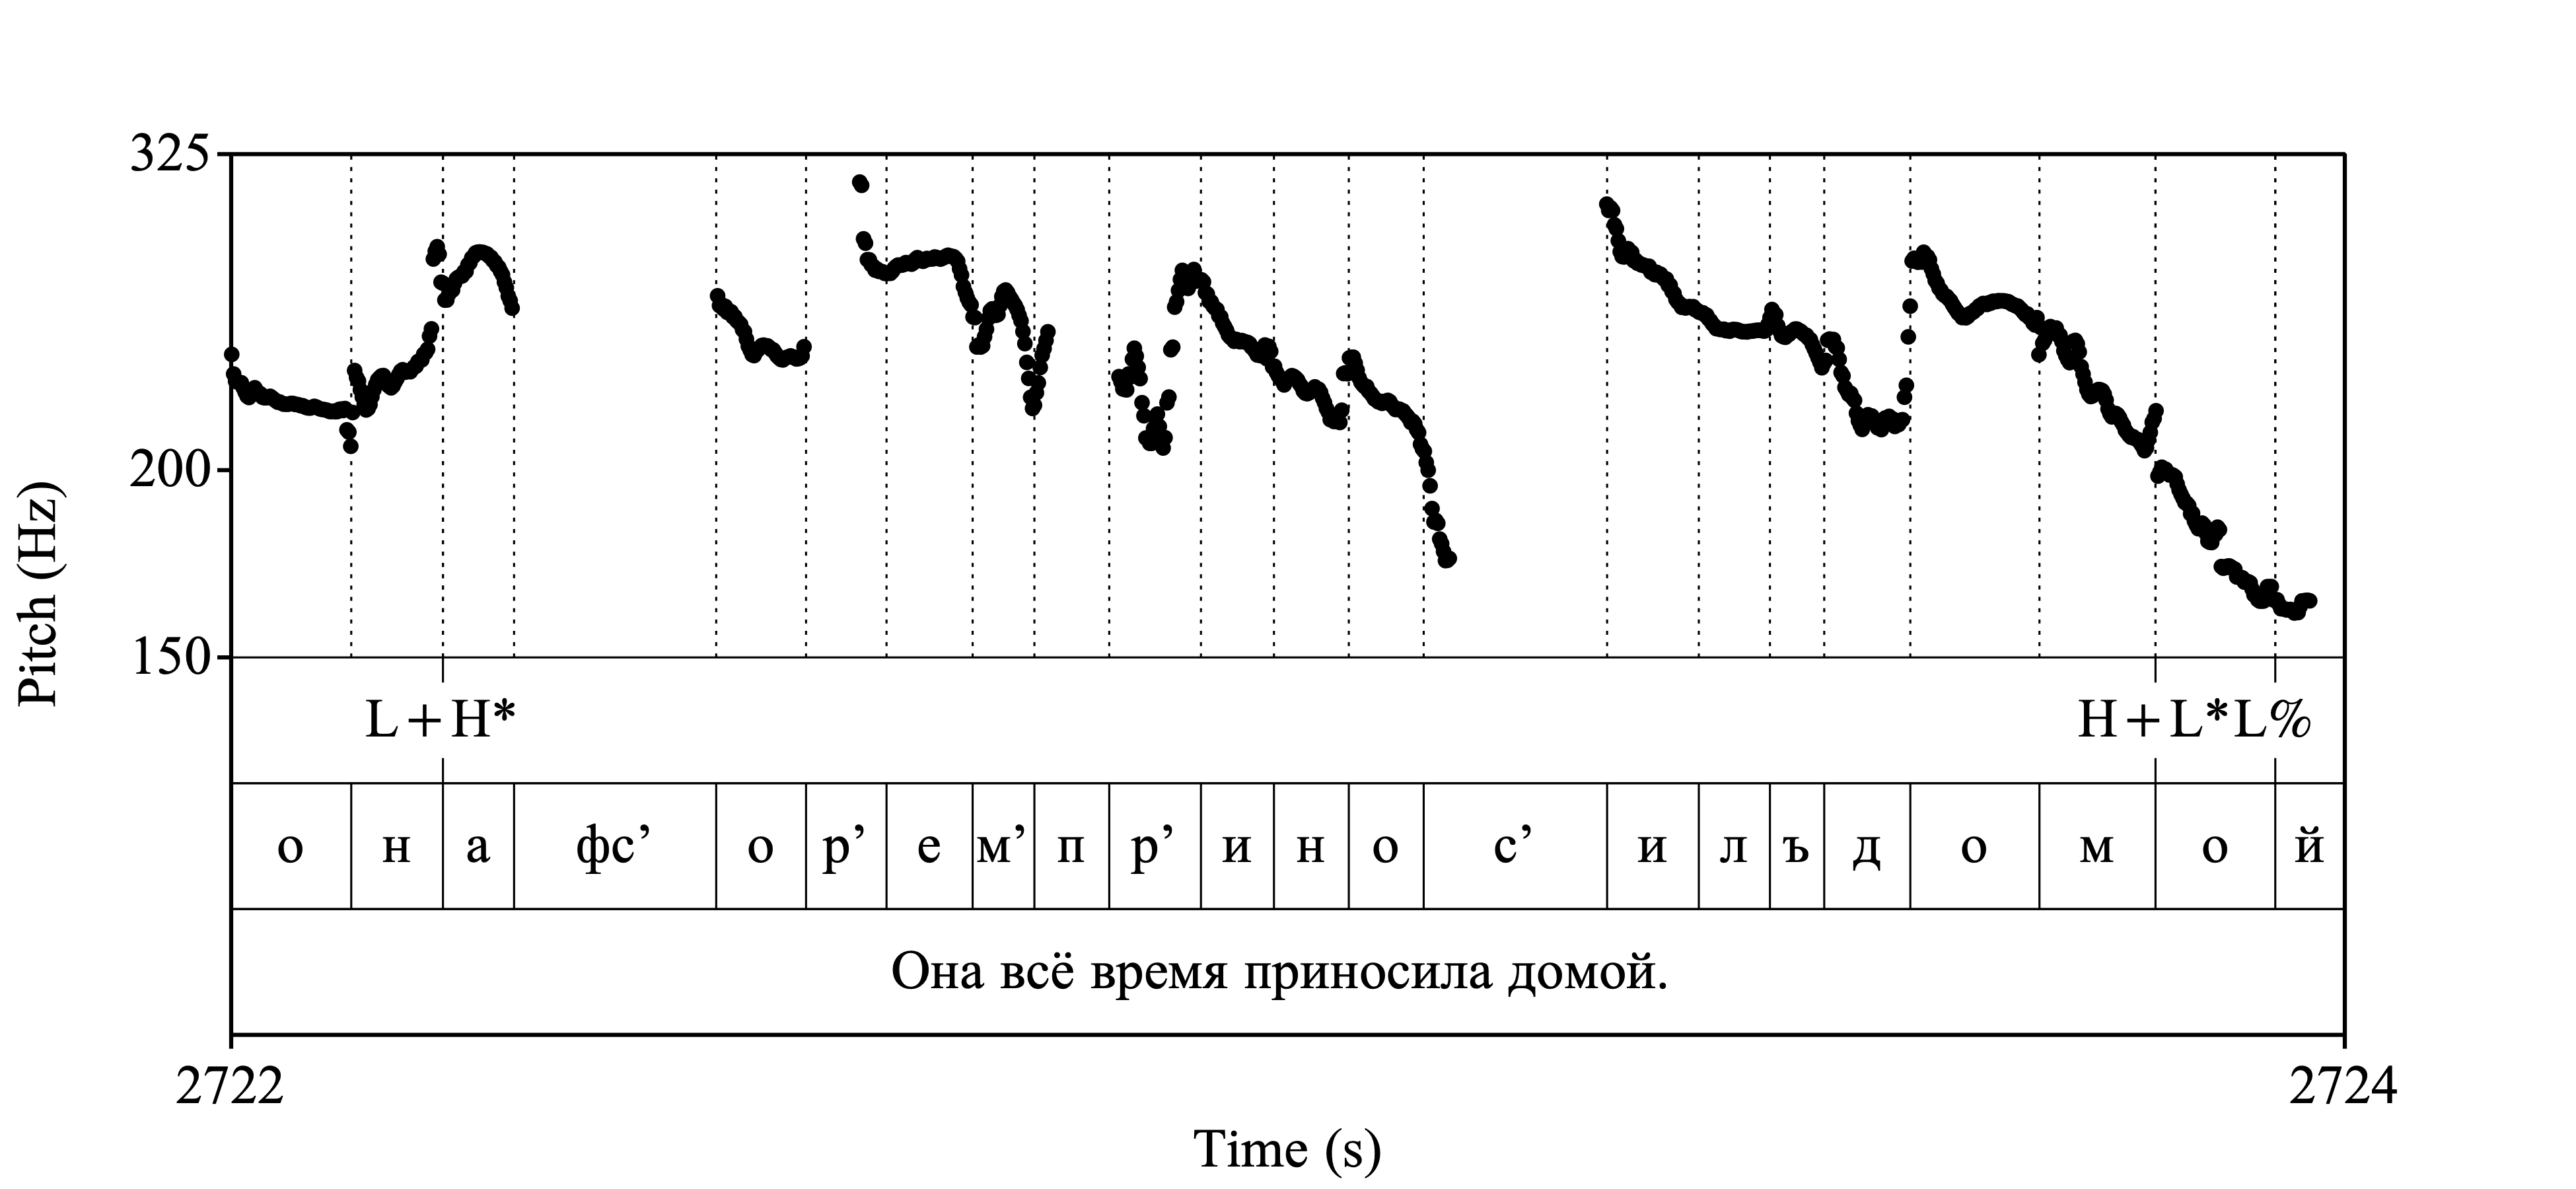 325
200
150
Pitch (Hz)
L+H* H+L*L%
о н а фс’ о р’ е м’ п р’ и н о с’ и л ъ д о м о й
Она всё время приносила домой.
2722 2724
Time (s)